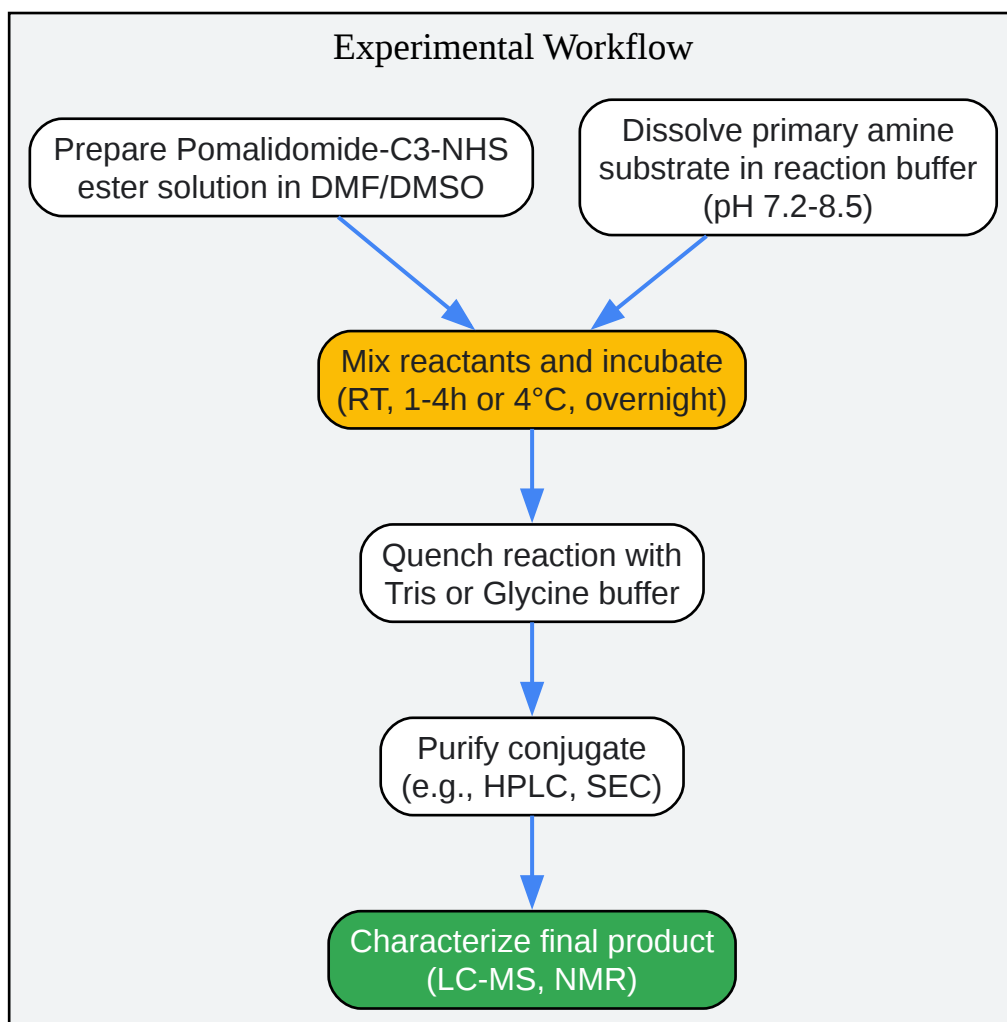 Experimental Workflow
Prepare Pomalidomide-C3-NHS
ester solution in DMF/DMSO
Dissolve primary amine
substrate in reaction buffer
(pH 7.2-8.5)
Mix reactants and incubate
(RT, 1-4h or 4°C, overnight)
Quench reaction with
Tris or Glycine buffer
Purify conjugate
(e.g., HPLC, SEC)
Characterize final product
(LC-MS, NMR)